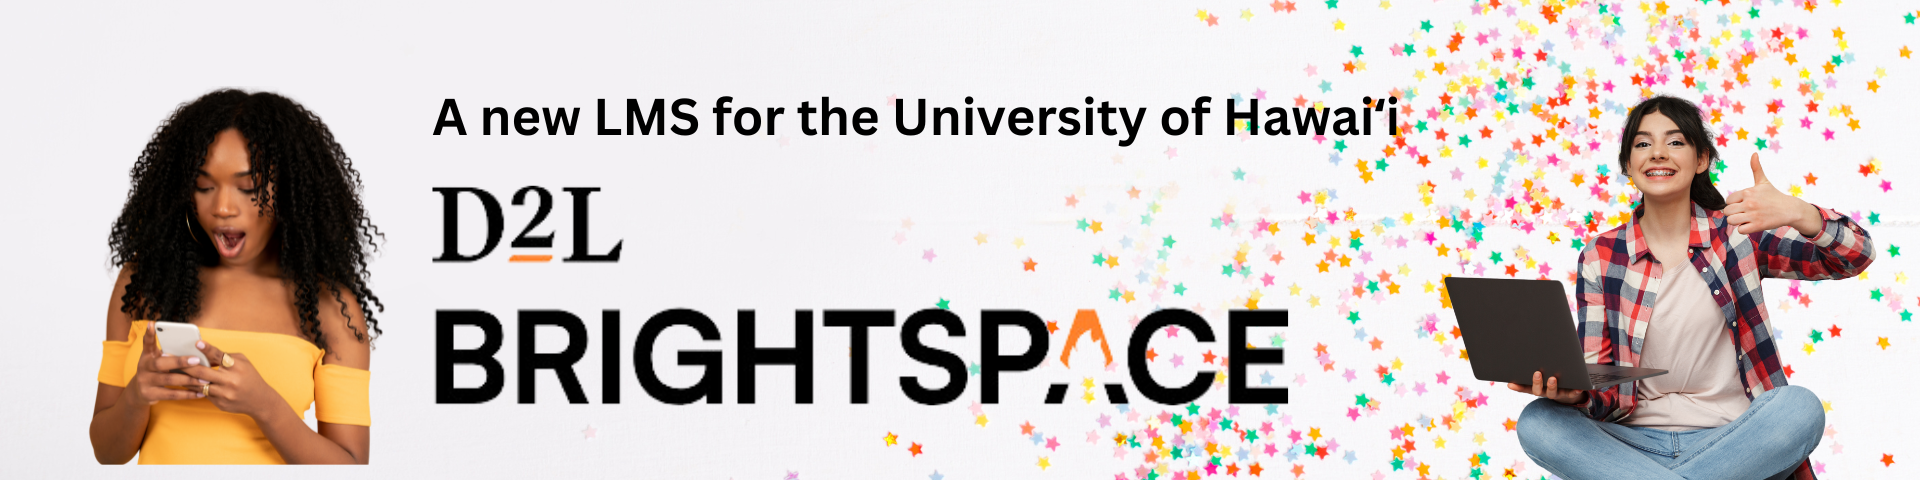 A new LMS for the University of Hawaiʻi
D2L
BRIGHTSPACE